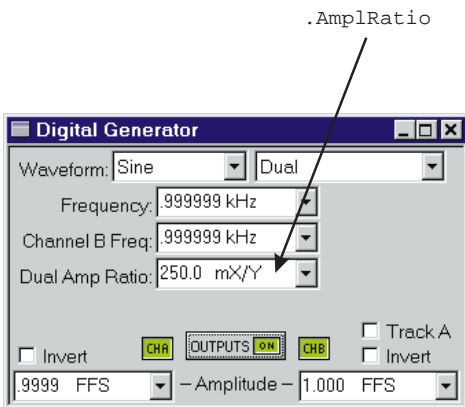 .AmplRatio
Digital Generator
Waveform: Sine Dual
Frequency: .999999 kHz
Channel B Freq: .999999 kHz
Dual Amp Ratio: 250.0 mX/Y
Track A
Invert CHA OUTPUTS ON CHB Invert
.9999 FFS – Amplitude – 1.000 FFS